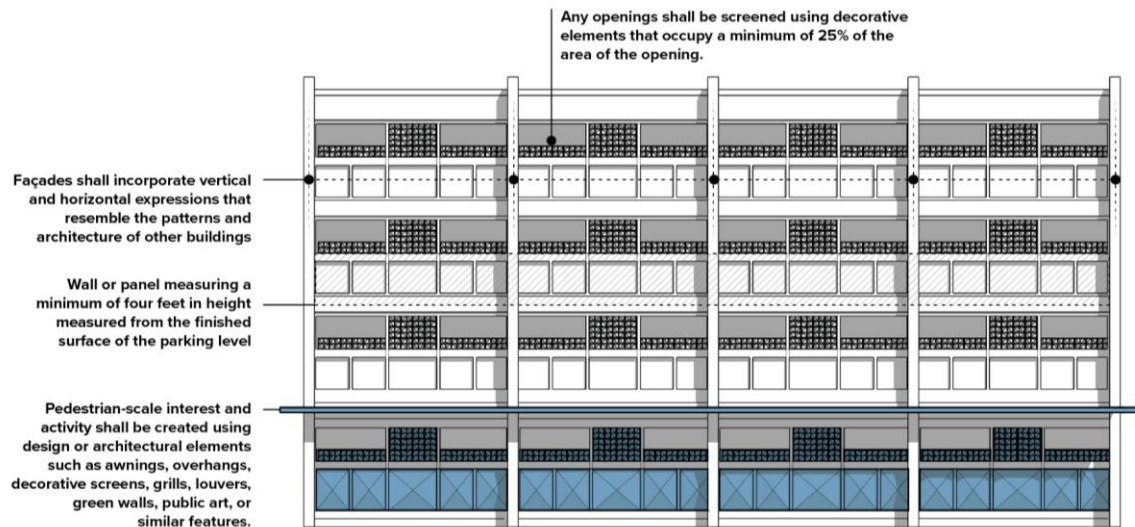 Any openings shall be screened using decorative
elements that occupy a minimum of 25% of the
area of the opening.
Façades shall incorporate vertical
and horizontal expressions that
resemble the patterns and
architecture of other buildings
Wall or panel measuring a
minimum of four feet in height
measured from the finished
surface of the parking level
Pedestrian-scale interest and
activity shall be created using
design or architectural elements
such as awnings, overhangs,
decorative screens, grills, louvers,
green walls, public art, or
similar features.